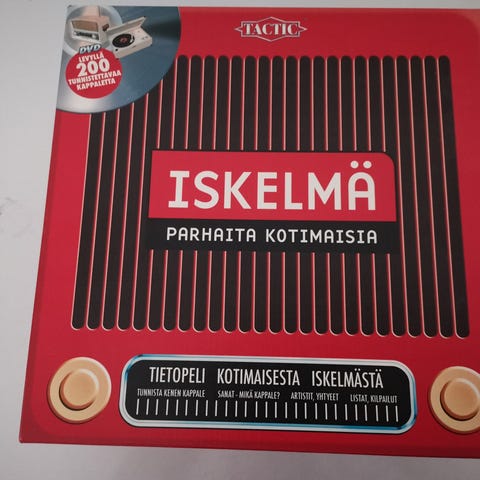 TACTIC
DVD
LEVYLLÄ
200
TUNNISTETTAVAA
KAPPALETTA
ISKELMÄ
PARHAITA KOTIMAISIA
TIETOPELI KOTIMAISESTA ISKELMÄSTÄ
TUNNISTA KENEN KAPPALE SANAT - MIKÄ KAPPALE? ARTISTIT, YHTYEET LISTAT, KILPAILUT